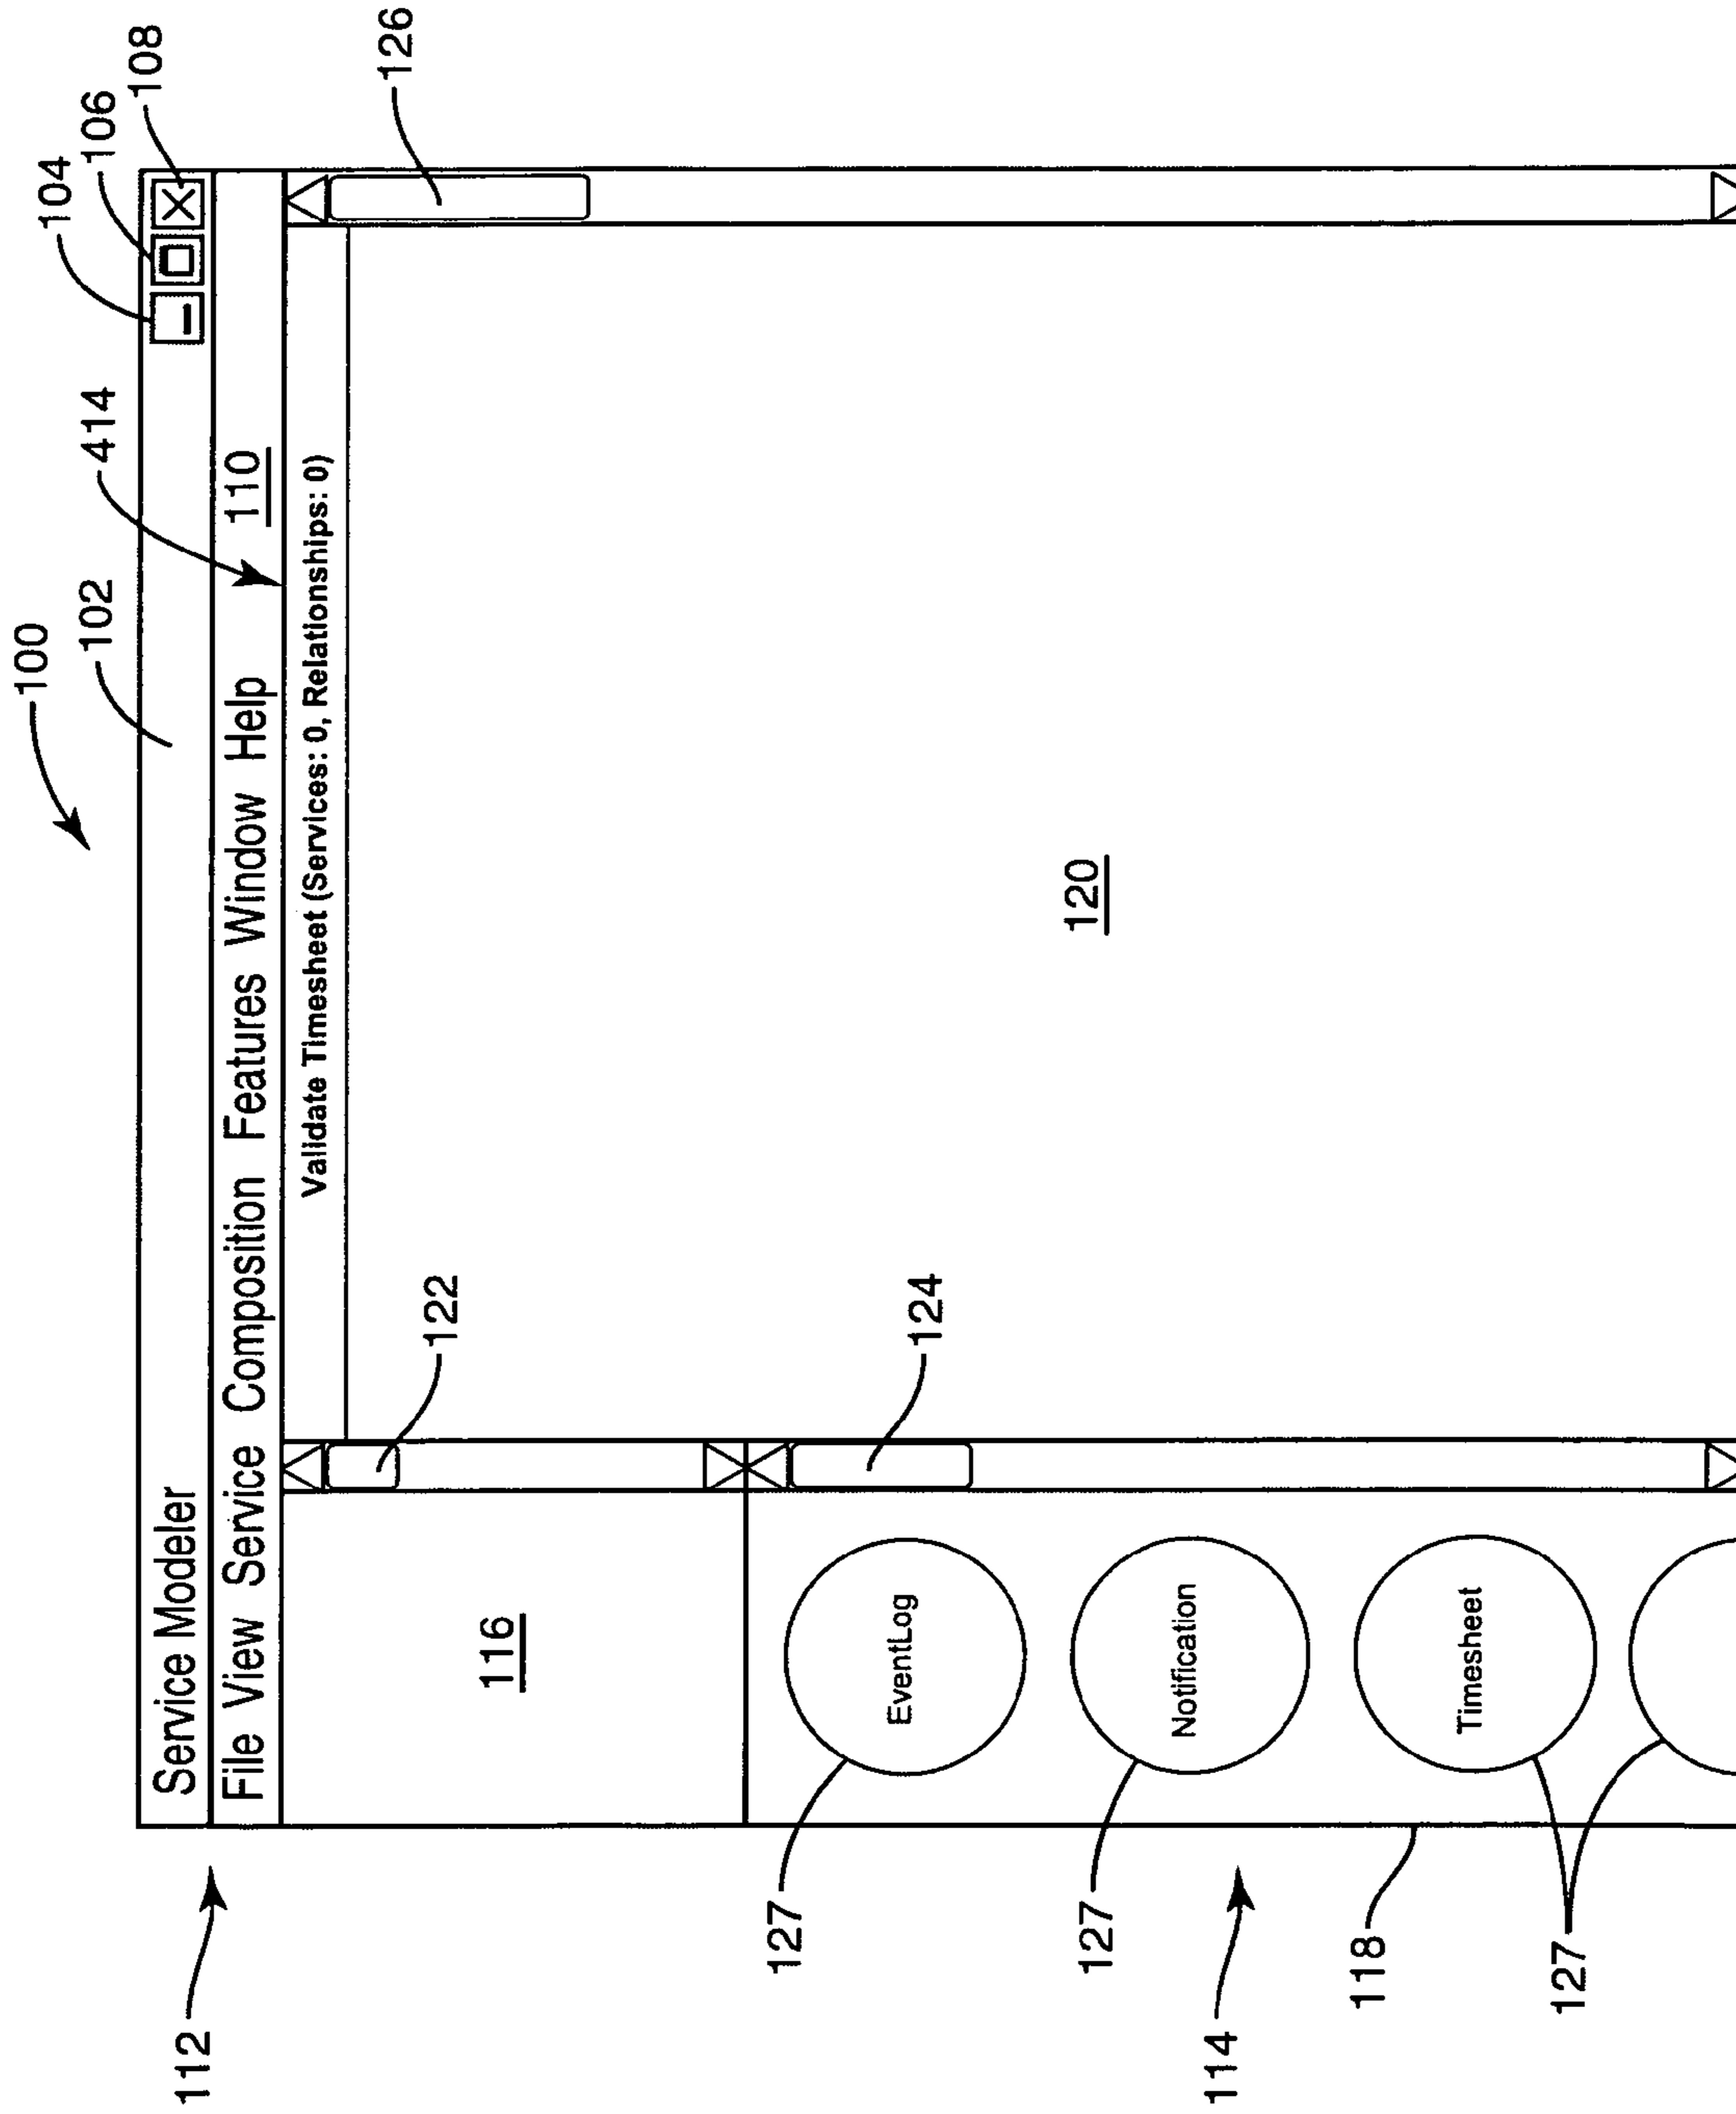 100
102
414
104
106
108
112
Service Modeler
File View Service Composition Features Window Help 110
Validate Timesheet (Services: 0, Relationships: 0)
126
122
116
127
EventLog
124
120
127
Notification
114
118
Timesheet
127